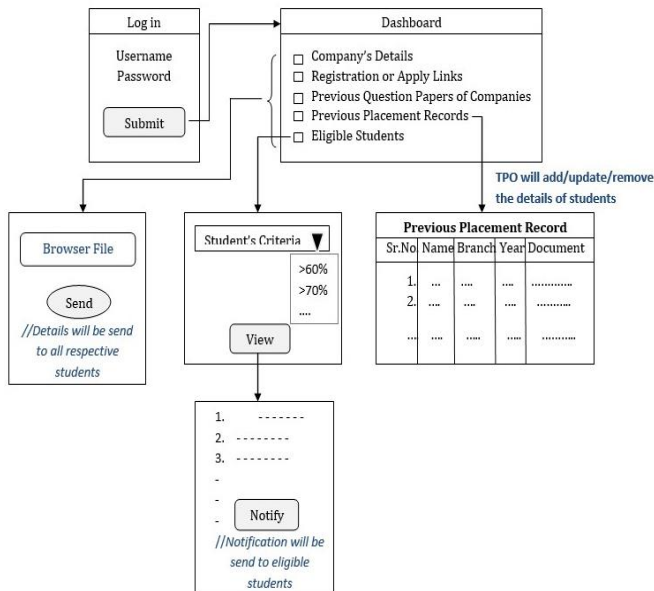 Log in
Username
Password
Submit
Dashboard
Company's Details
Registration or Apply Links
Previous Question Papers of Companies
Previous Placement Records
Eligible Students
TPO will add/update/remove
the details of students
Browser File
Send
//Details will be send
to all respective
students
Student's Criteria
>60%
>70%
....
View
Previous Placement Record
Sr.No. Name Branch Year Document
1. ... .... .... .............
2. .... .... .... ...........
.... ..... ..... ..... ...........
1. -------
2. --------
3. --------
-
-
-
Notify
//Notification will be
send to eligible
students